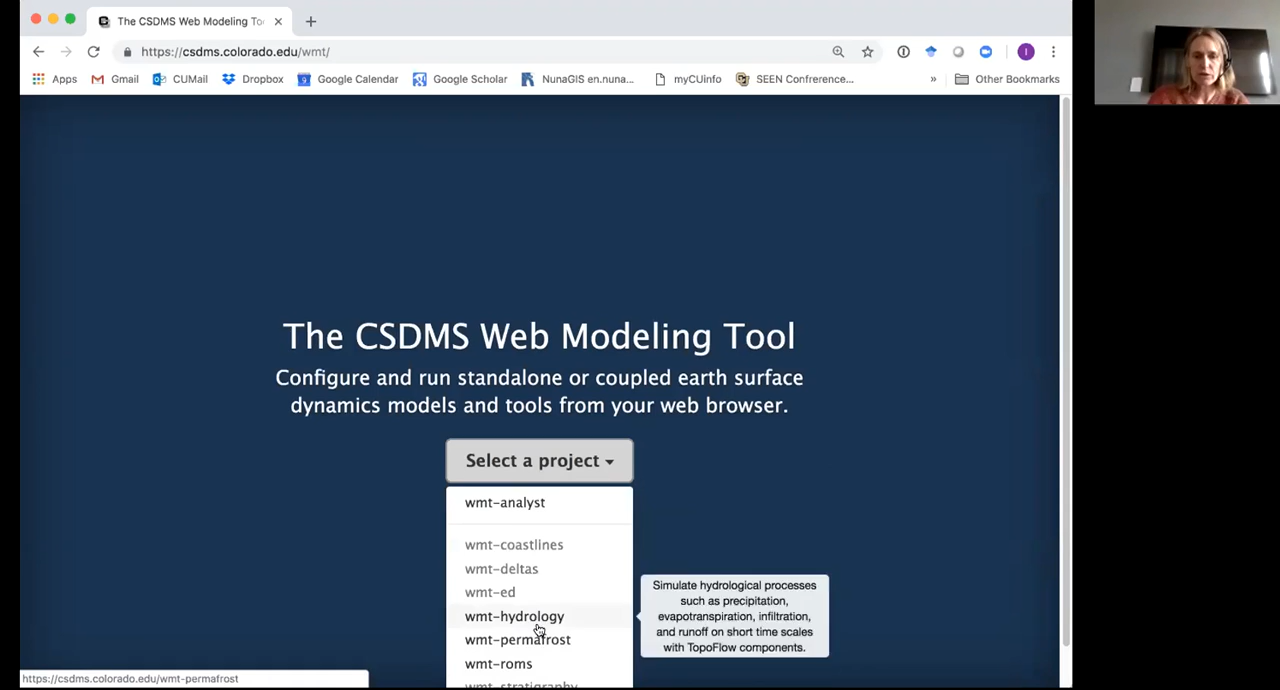 The CSDMS Web Modeling To
https://csdms.colorado.edu/wmt/
Apps
Gmail
CUMail
Dropbox
Google Calendar
Google Scholar
NunaGIS en.nuna...
myCUinfo
SEEN Confrerence...
»
Other Bookmarks
The CSDMS Web Modeling Tool
Configure and run standalone or coupled earth surface
dynamics models and tools from your web browser.
Select a project
wmt-analyst
wmt-coastlines
wmt-deltas
wmt-ed
wmt-hydrology
wmt-permafrost
wmt-roms
wmt-stratigraphy
Simulate hydrological processes
such as precipitation,
evapotranspiration, infiltration,
and runoff on short time scales
with TopoFlow components.
https://csdms.colorado.edu/wmt-permafrost
I